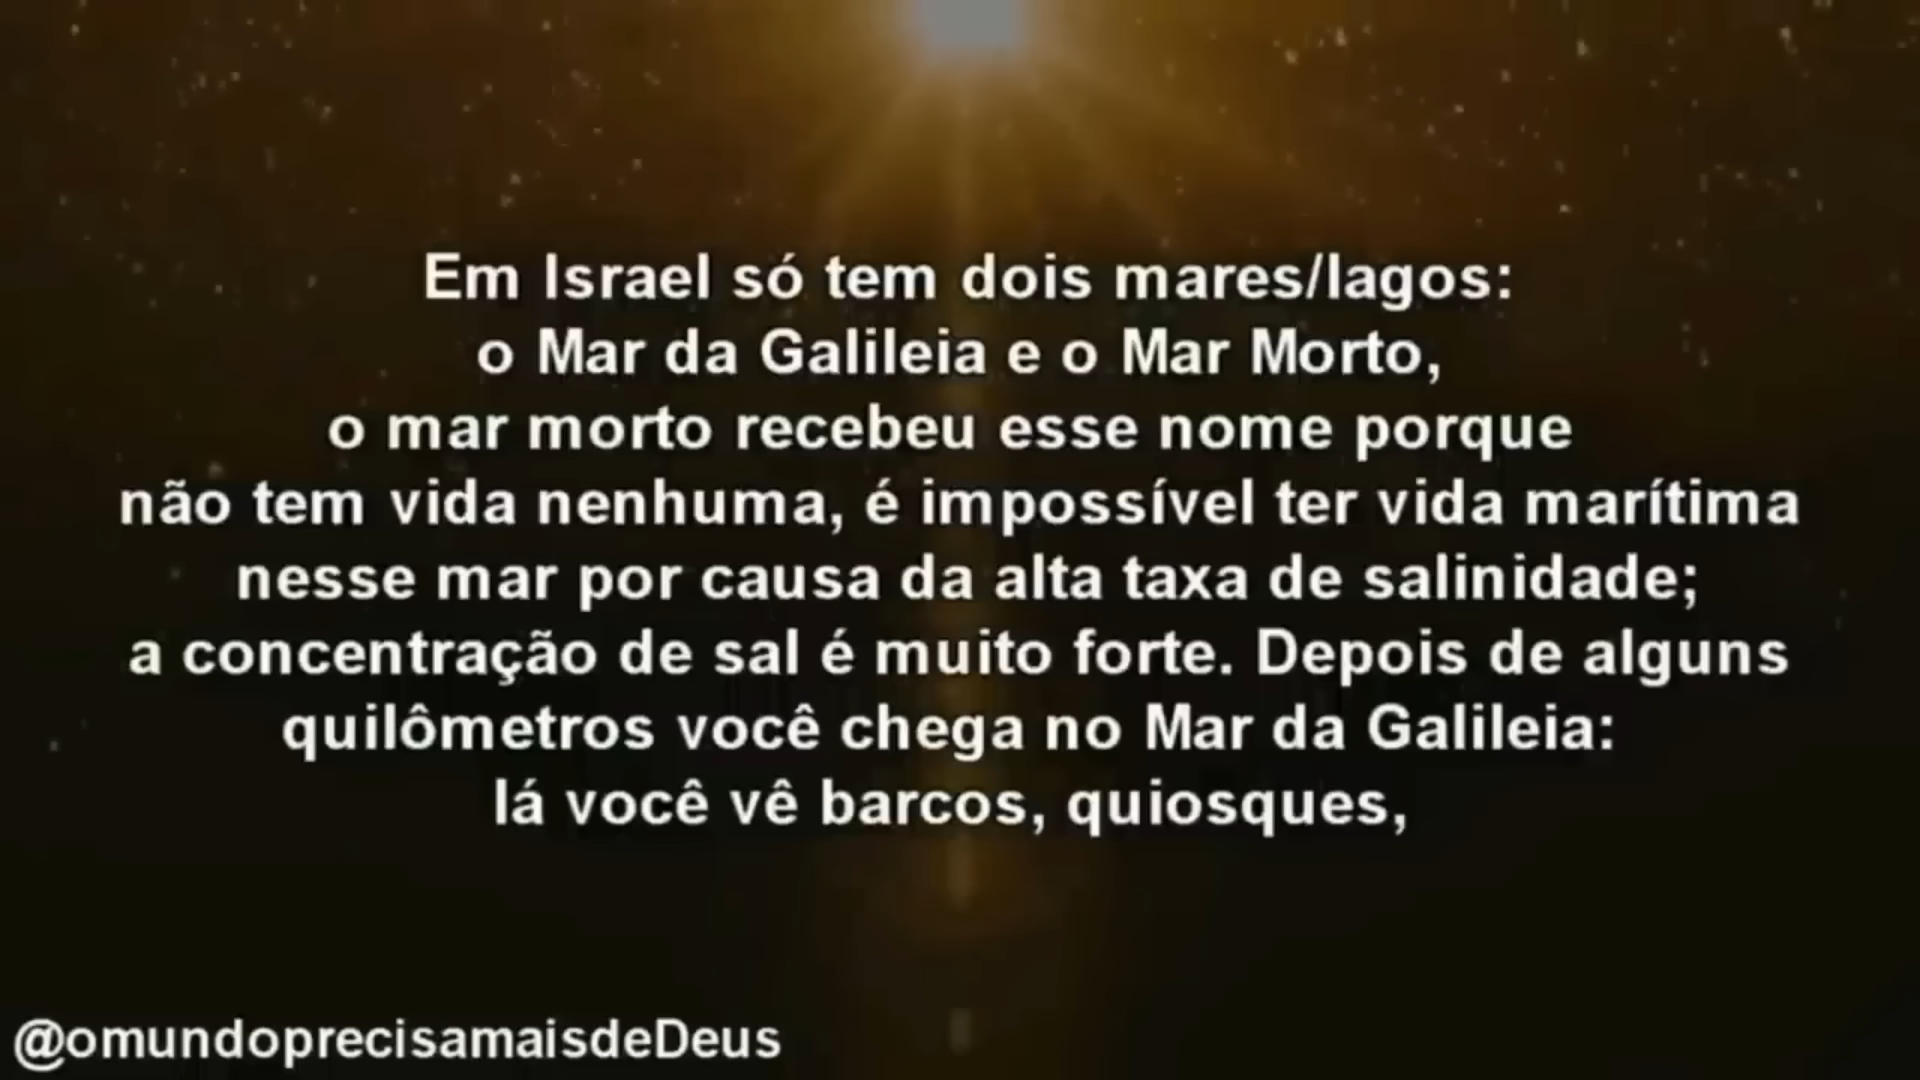 Em Israel só tem dois mares/lagos:
o Mar da Galileia e o Mar Morto,
o mar morto recebeu esse nome porque
não tem vida nenhuma, é impossível ter vida marítima
nesse mar por causa da alta taxa de salinidade;
a concentração de sal é muito forte. Depois de alguns
quilômetros você chega no Mar da Galileia:
lá você vê barcos, quiosques,
@omundoprecisamaisdeDeus